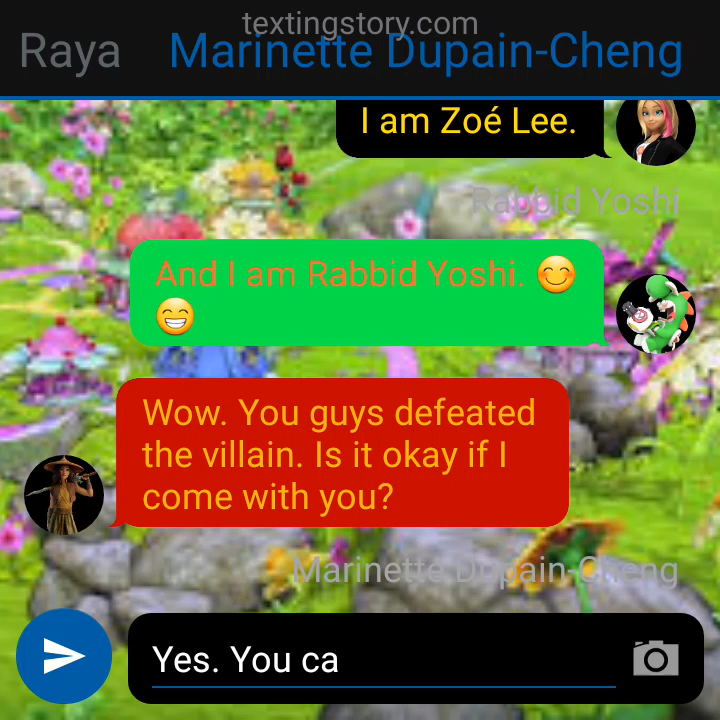 textingstory.com
Raya Marinette Dupain-Cheng
I am Zoé Lee.
Rabbid Yoshi
And I am Rabbid Yoshi. 😊
😁
Wow. You guys defeated
the villain. Is it okay if I
come with you?
Marinette Dupain-Cheng
Yes. You ca